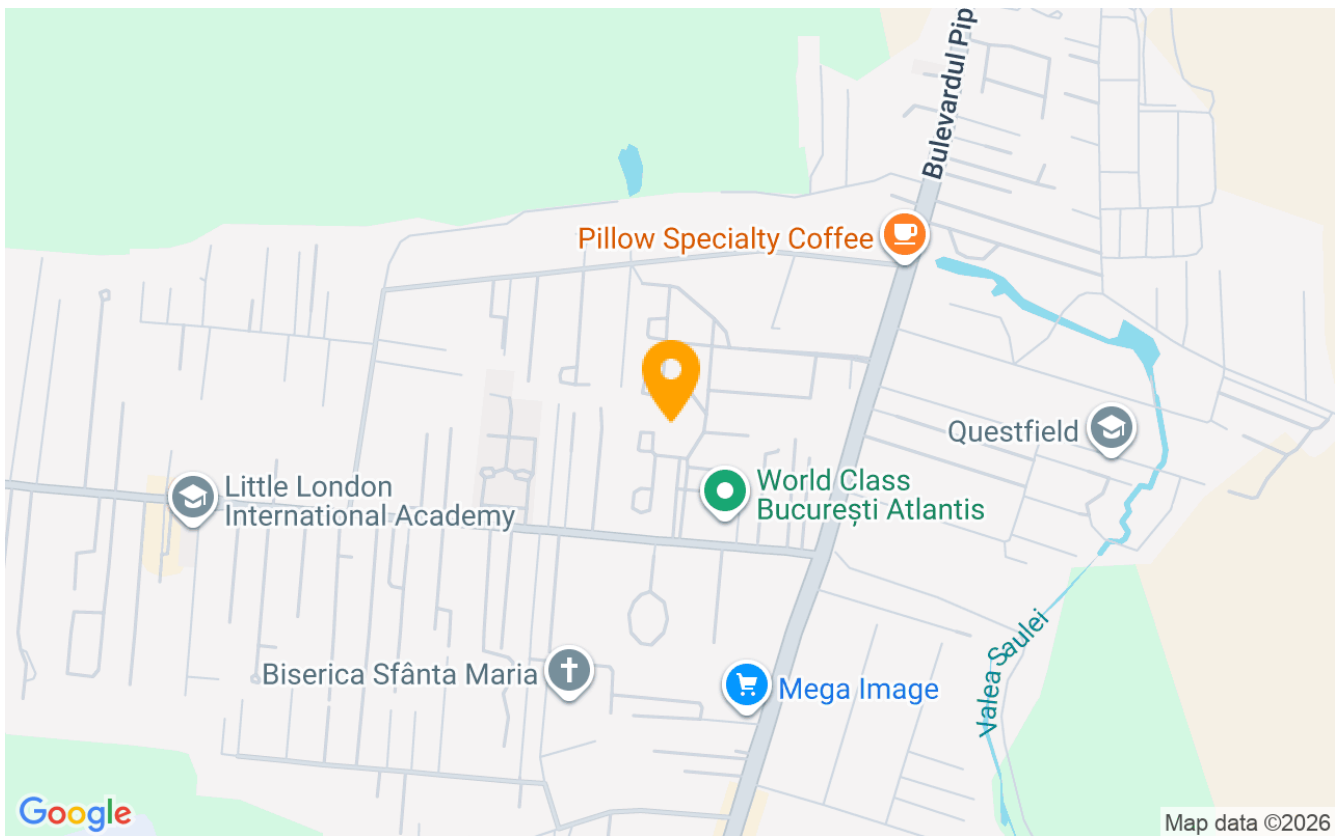 Bulevardul Pip
Pillow Specialty Coffee
Questfield
World Class
București Atlantis
Little London
International Academy
Valea Saulei
Biserica Sfânta Maria
Mega Image
Google
Map data ©2026